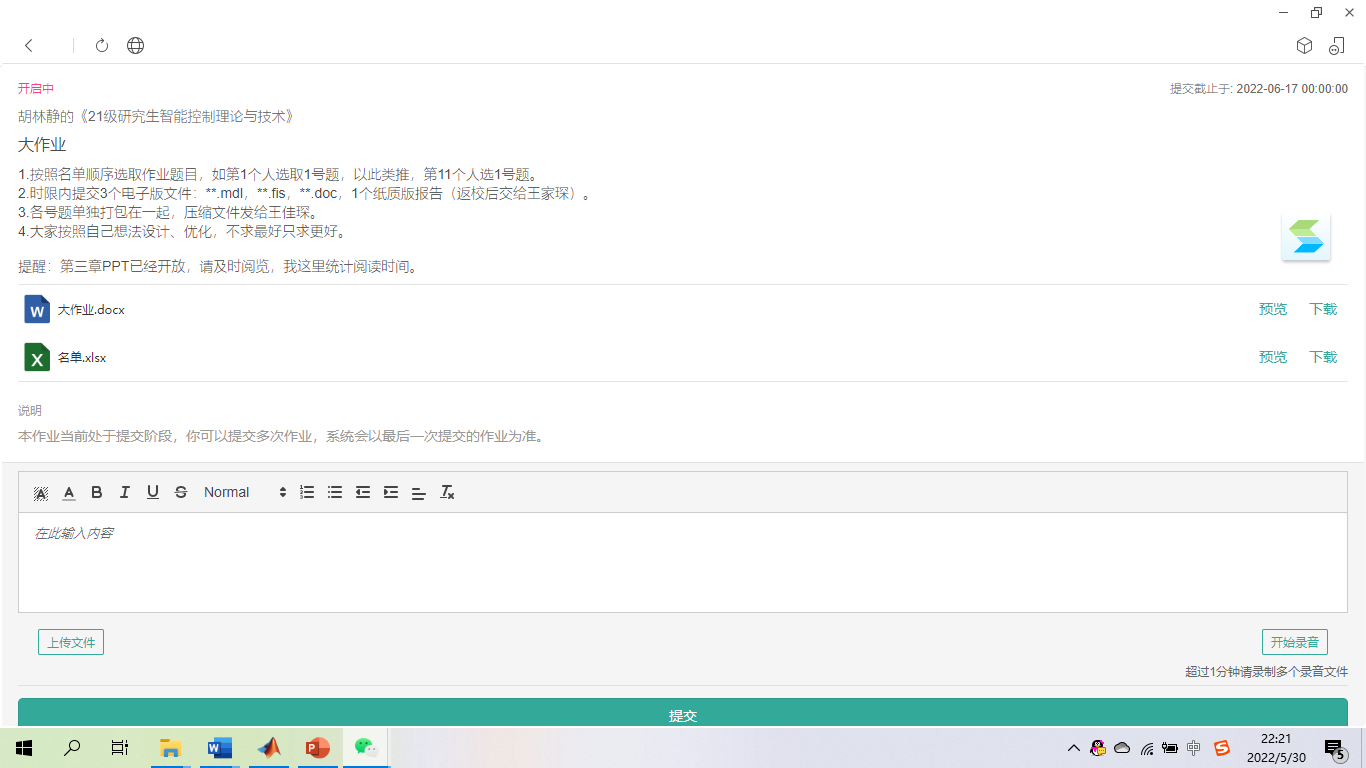 开启中
提交截止于: 2022-06-17 00:00:00
胡林静的《21级研究生智能控制理论与技术》
大作业
1.按照名单顺序选取作业题目，如第1个人选取1号题，以此类推，第11个人选1号题。
2.时限内提交3个电子版文件：**.mdl，**.fis，**.doc，1个纸质版报告（返校后交给王家琛）。
3.各号题单独打包在一起，压缩文件发给王佳琛。
4.大家按照自己想法设计、优化，不求最好只求更好。
提醒：第三章PPT已经开放，请及时阅览，我这里统计阅读时间。
大作业.docx
预览 下载
名单.xlsx
预览 下载
说明
本作业当前处于提交阶段，你可以提交多次作业，系统会以最后一次提交的作业为准。
Normal
在此输入内容
上传文件
开始录音
超过1分钟请录制多个录音文件
提交
中
22:21
2022/5/30
5